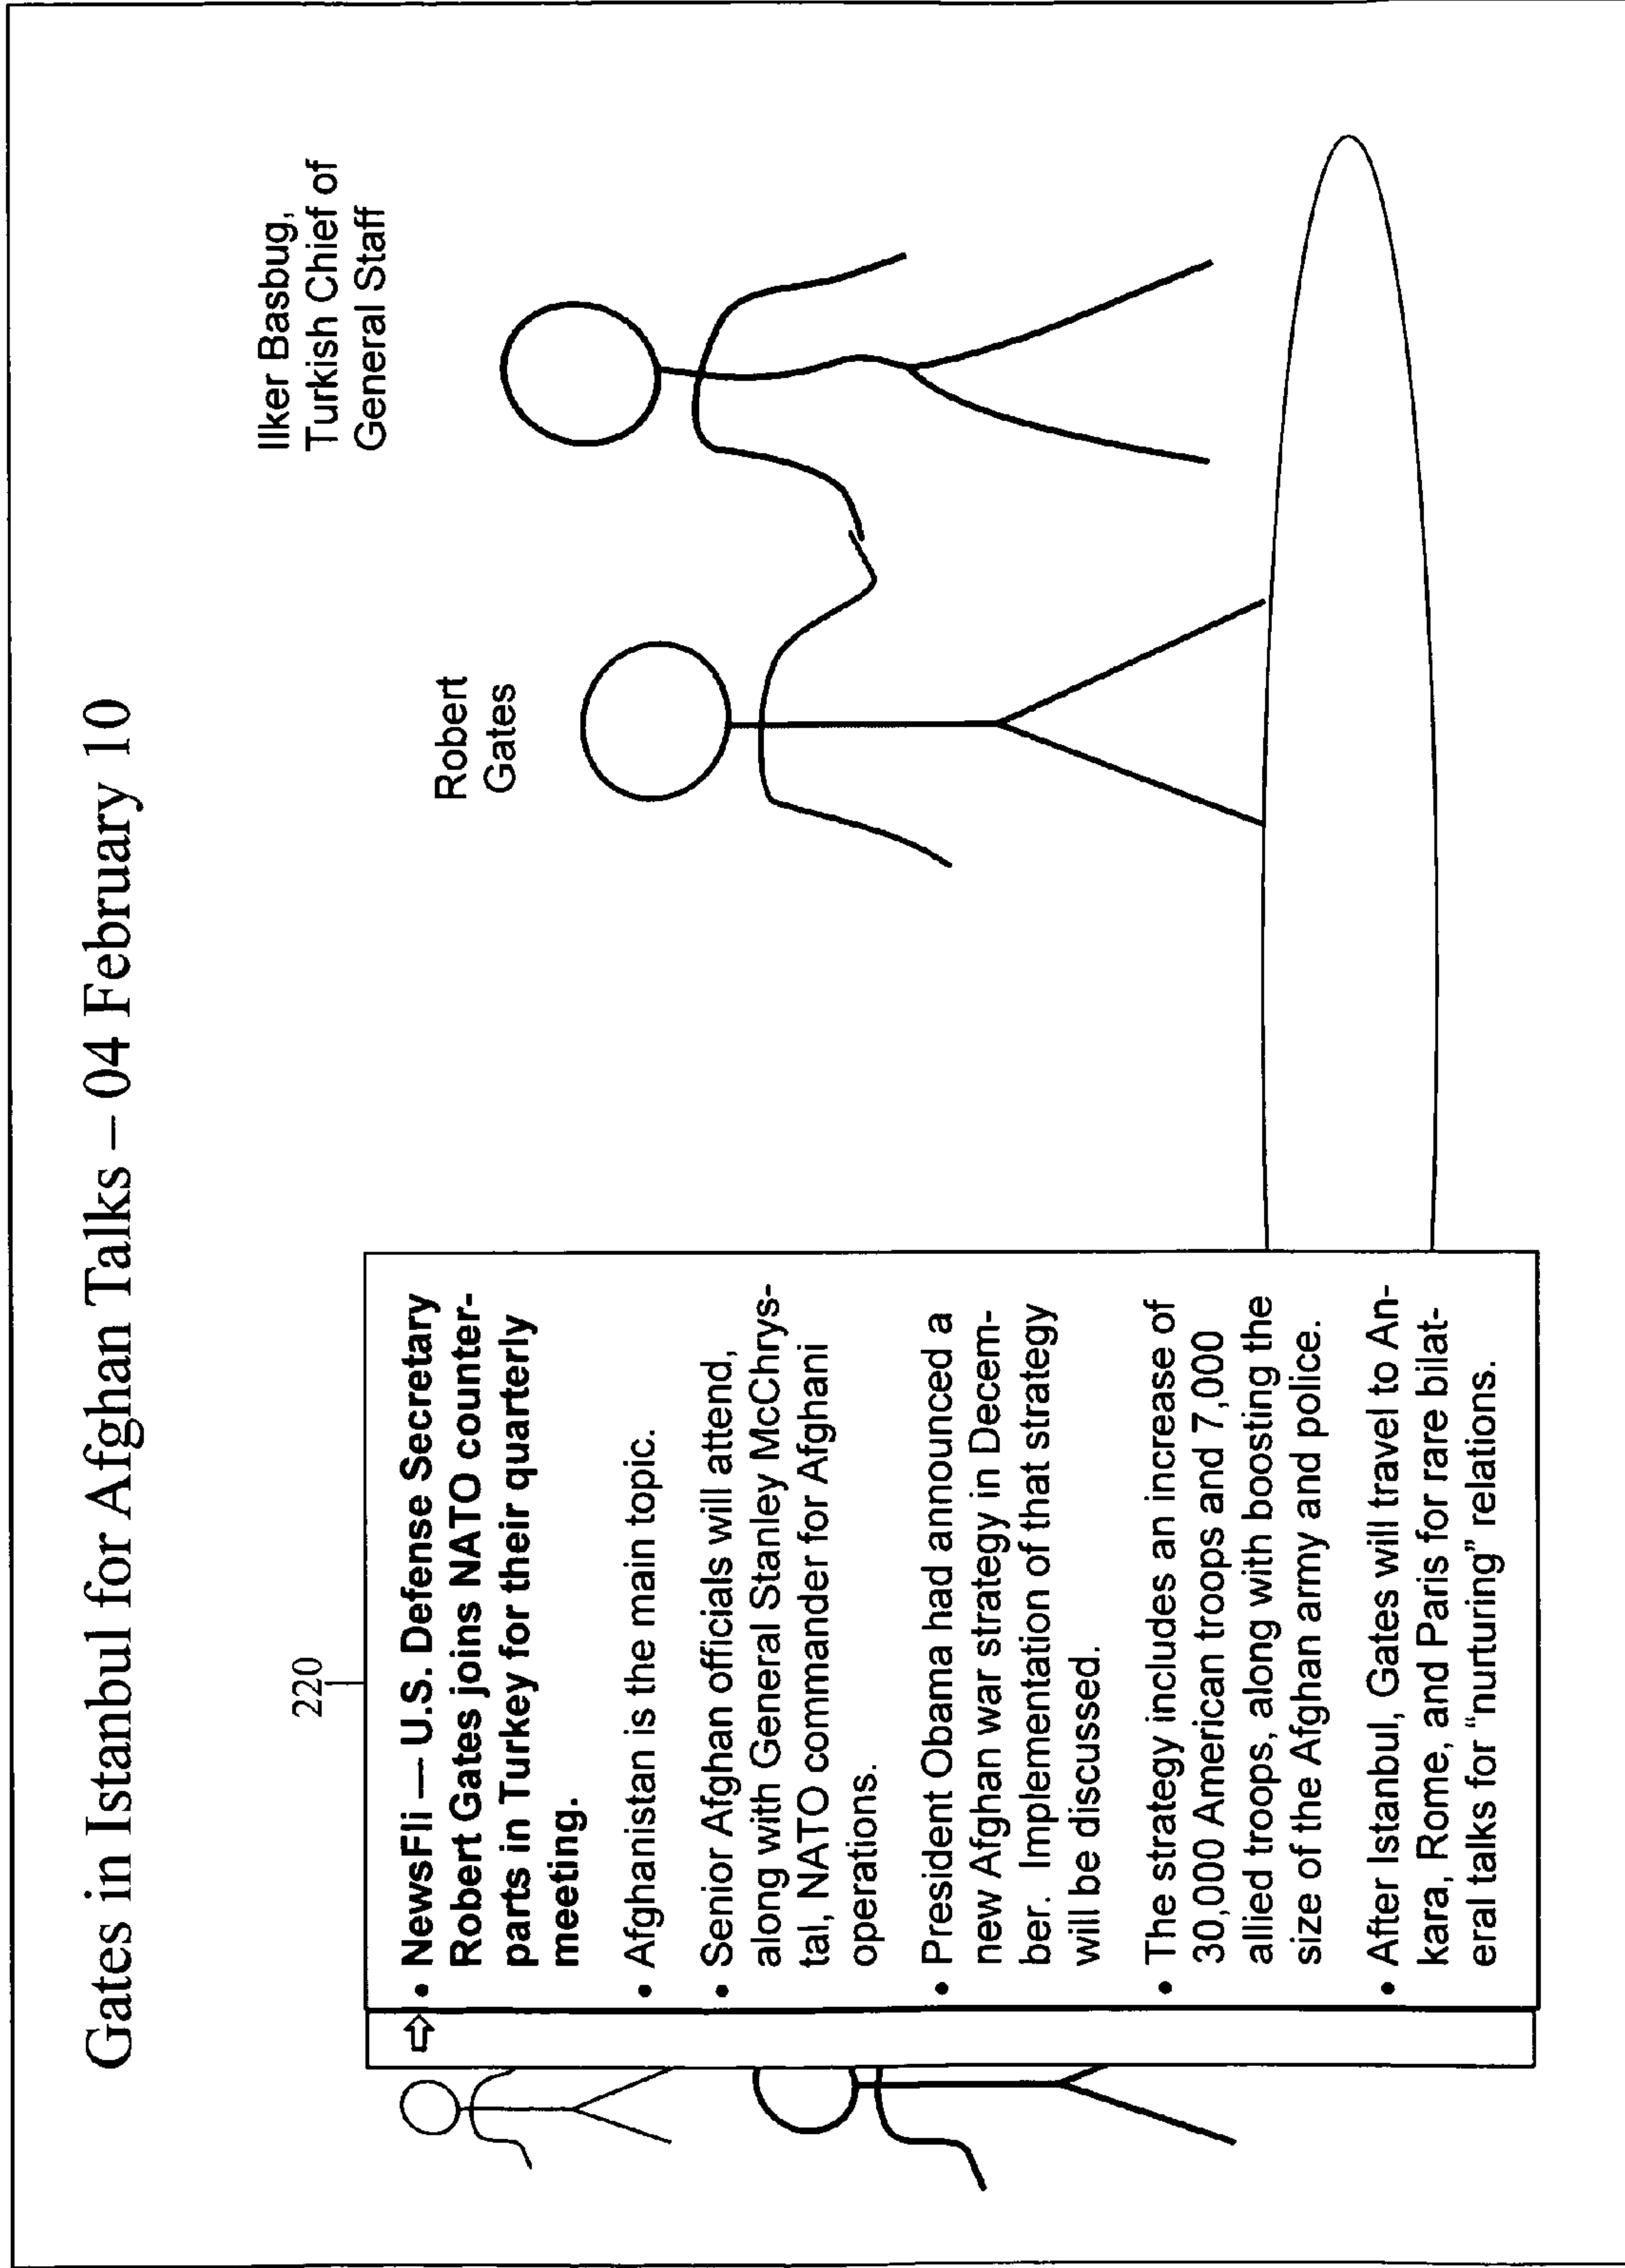 Gates in Istanbul for Afghan Talks – 04 February 10
Ilker Basbug,
Turkish Chief of
General Staff
Robert
Gates
220
• NewsFli — U.S. Defense Secretary
Robert Gates joins NATO counter-
parts in Turkey for their quarterly
meeting.
• Afghanistan is the main topic.
• Senior Afghan officials will attend,
along with General Stanley McChrys-
tal, NATO commander for Afghani
operations.
• President Obama had announced a
new Afghan war strategy in Decem-
ber. Implementation of that strategy
will be discussed.
• The strategy includes an increase of
30,000 American troops and 7,000
allied troops, along with boosting the
size of the Afghan army and police.
• After Istanbul, Gates will travel to An-
kara, Rome, and Paris for rare bilat-
eral talks for “nurturing” relations.